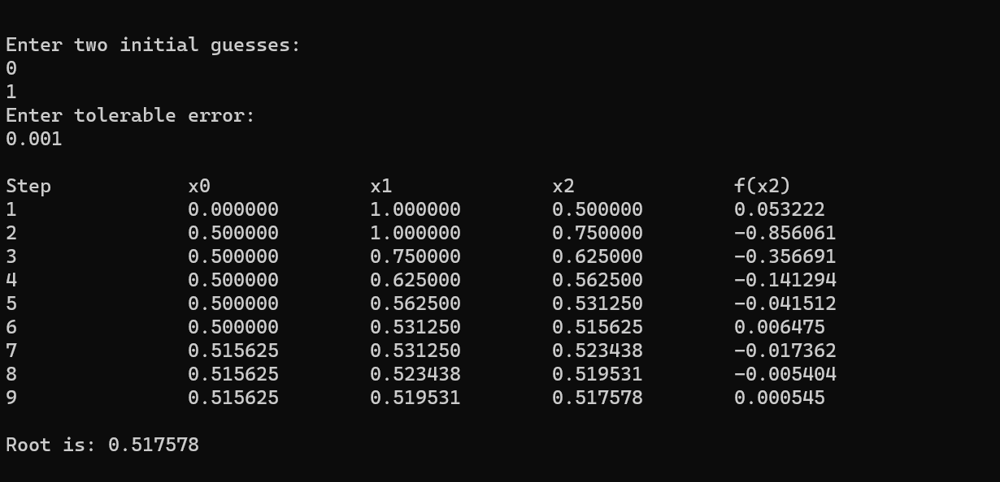 Enter two initial guesses:
0
1
Enter tolerable error:
0.001
Step x0 x1 x2 f(x2)
1 0.000000 1.000000 0.500000 0.053222
2 0.500000 1.000000 0.750000 -0.856061
3 0.500000 0.750000 0.625000 -0.356691
4 0.500000 0.625000 0.562500 -0.141294
5 0.500000 0.562500 0.531250 -0.041512
6 0.500000 0.531250 0.515625 0.006475
7 0.515625 0.531250 0.523438 -0.017362
8 0.515625 0.523438 0.519531 -0.005404
9 0.515625 0.519531 0.517578 0.000545
Root is: 0.517578